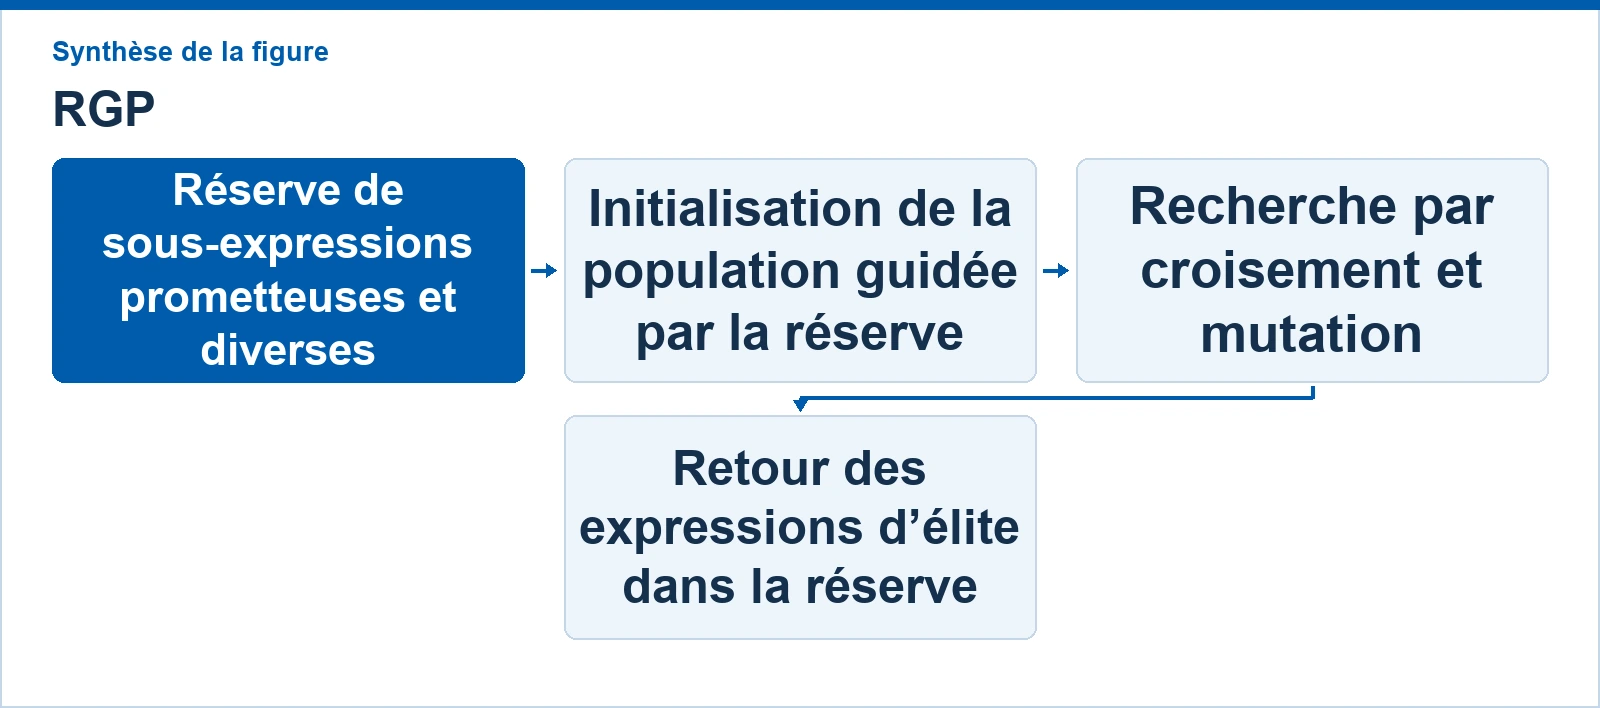 Synthèse de la figure
RGP
Réserve de
sous-expressions
prometteuses et
diverses
Initialisation de la
population guidée
par la réserve
Recherche par
croisement et
mutation
Retour des
expressions d’élite
dans la réserve